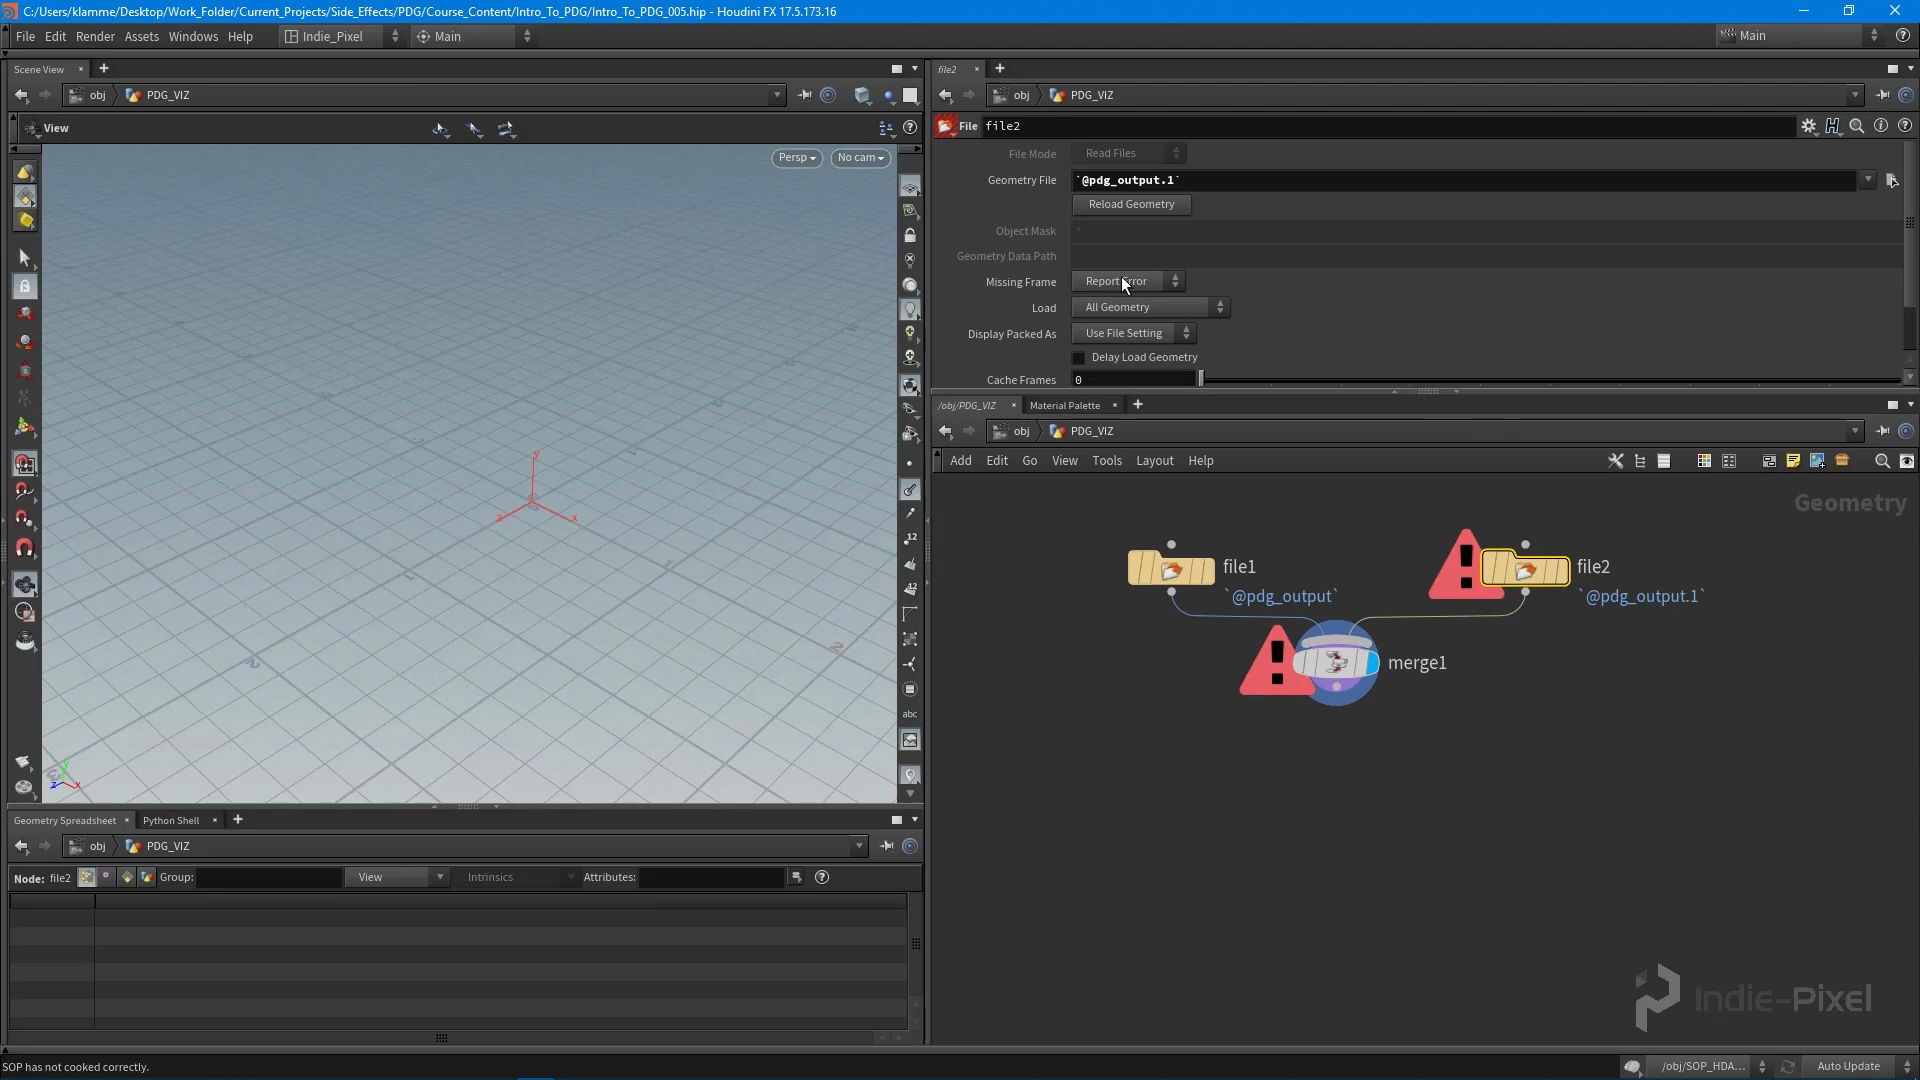 C:/Users/klamme/Desktop/Work_Folder/Current_Projects/Side_Effects/PDG/Course_Content/Intro_To_PDG/Intro_To_PDG_005.hip - Houdini FX 17.5.173.16
File Edit Render Assets Windows Help Indie_Pixel Main Main
Scene View
obj PDG_VIZ
View
Persp No cam
file2
obj PDG_VIZ
File file2
File Mode Read Files
Geometry File `@pdg_output.1`
Reload Geometry
Object Mask *
Geometry Data Path
Missing Frame Report Error
Load All Geometry
Display Packed As Use File Setting
Delay Load Geometry
Cache Frames 0
/obj/PDG_VIZ Material Palette
obj PDG_VIZ
Add Edit Go View Tools Layout Help
Geometry
file1
`@pdg_output`
file2
`@pdg_output.1`
merge1
y
z x
abc
12
y
z x
Geometry Spreadsheet Python Shell
obj PDG_VIZ
Node: file2 Group: View Intrinsics Attributes:
Indie-Pixel
SOP has not cooked correctly.
/obj/SOP_HDA... Auto Update